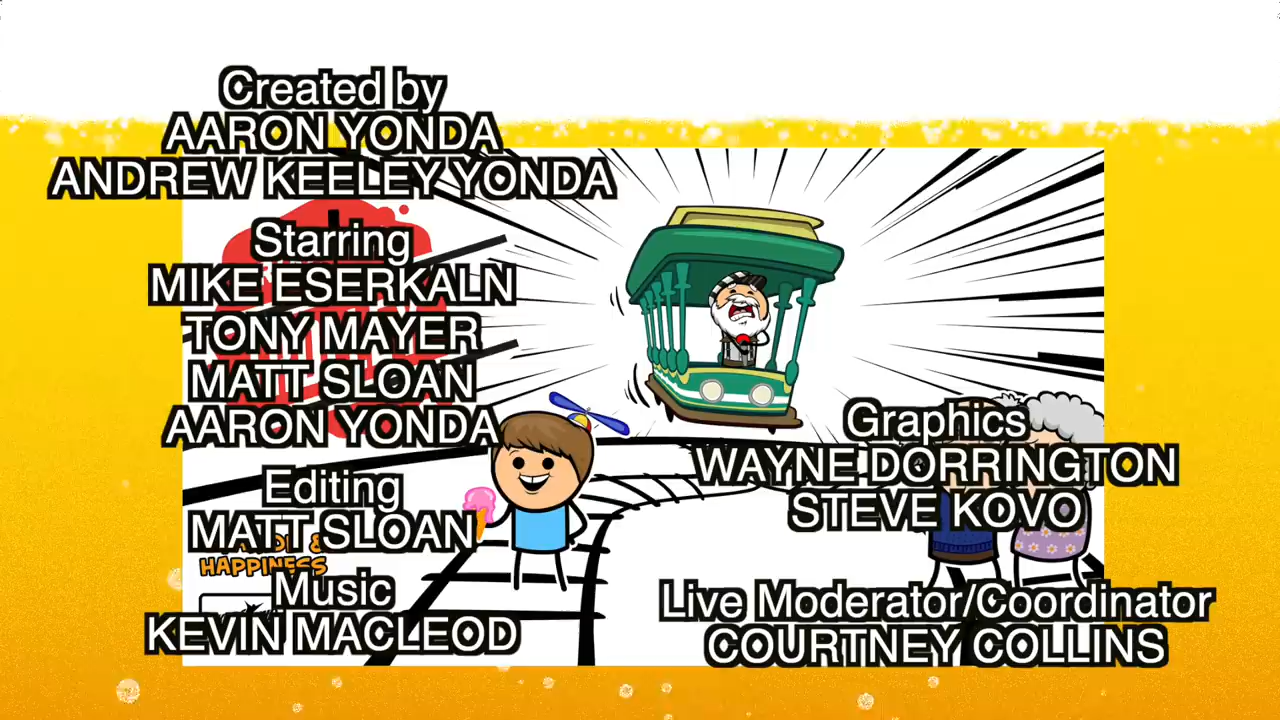 Created by
AARON YONDA
ANDREW KEELEY YONDA
Starring
MIKE ESERKALN
TONY MAYER
MATT SLOAN
AARON YONDA
Editing
MATT SLOAN
Music
KEVIN MACLEOD
HAPPINESS
Graphics
WAYNE DORRINGTON
STEVE KOVO
Live Moderator/Coordinator
COURTNEY COLLINS